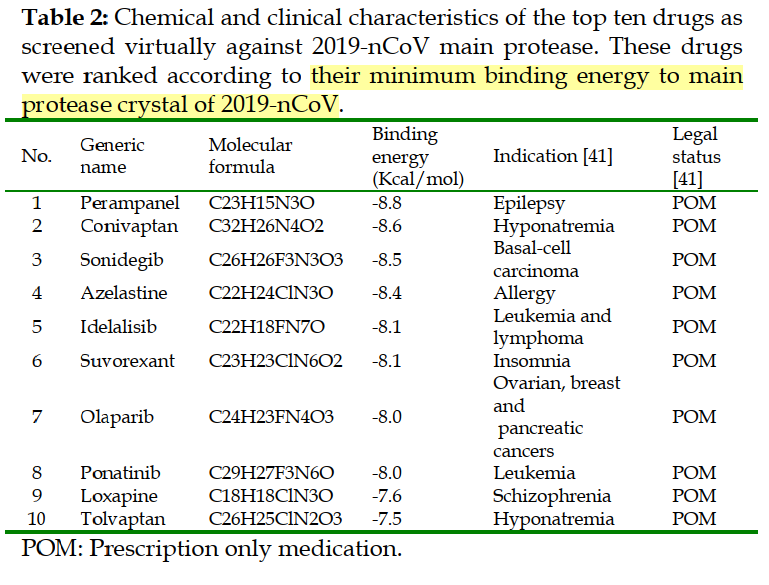 Table 2: Chemical and clinical characteristics of the top ten drugs as
screened virtually against 2019-nCoV main protease. These drugs
were ranked according to their minimum binding energy to main
protease crystal of 2019-nCoV.
No. Generic name Molecular formula Binding energy (Kcal/mol) Indication [41] Legal status [41]
1 Perampanel C23H15N3O -8.8 Epilepsy POM
2 Conivaptan C32H26N4O2 -8.6 Hyponatremia POM
3 Sonidegib C26H26F3N3O3 -8.5 Basal-cell carcinoma POM
4 Azelastine C22H24ClN3O -8.4 Allergy POM
5 Idelalisib C22H18FN7O -8.1 Leukemia and lymphoma POM
6 Suvorexant C23H23ClN6O2 -8.1 Insomnia POM
7 Olaparib C24H23FN4O3 -8.0 Ovarian, breast and pancreatic cancers POM
8 Ponatinib C29H27F3N6O -8.0 Leukemia POM
9 Loxapine C18H18ClN3O -7.6 Schizophrenia POM
10 Tolvaptan C26H25ClN2O3 -7.5 Hyponatremia POM
POM: Prescription only medication.